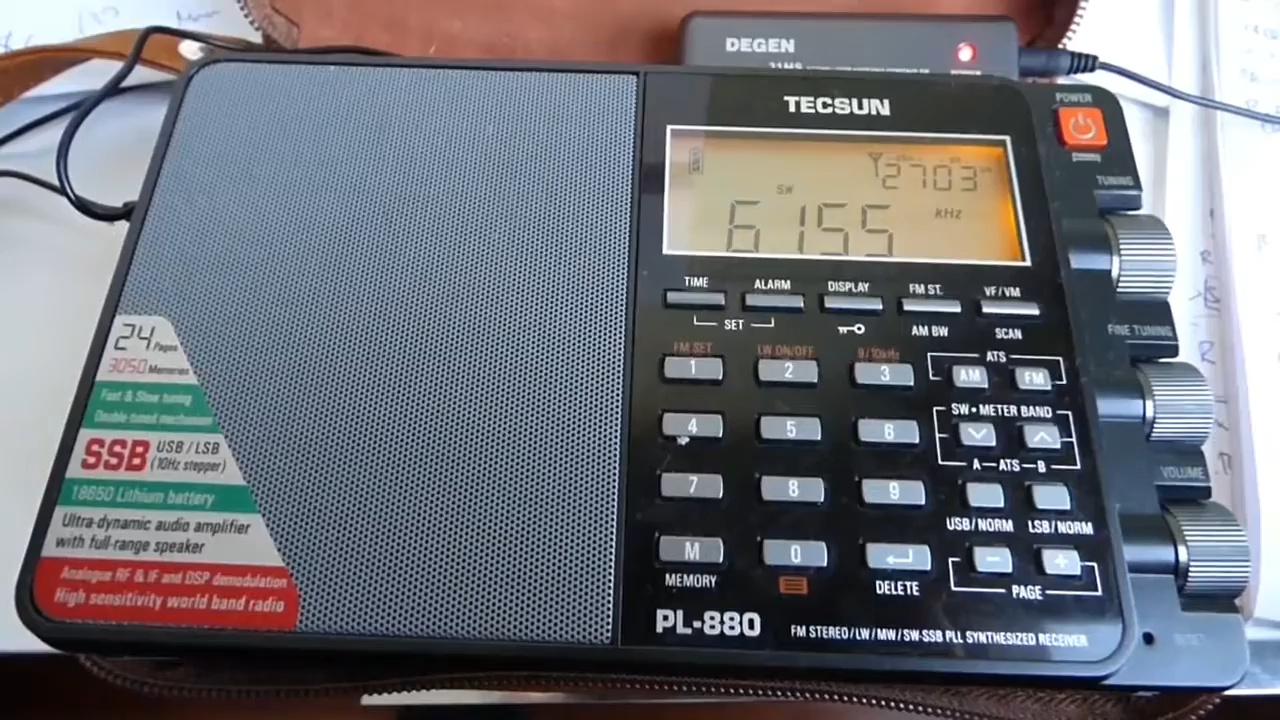 DEGEN
TECSUN
POWER
2703
SW
6155 kHz
TUNING
TIME ALARM DISPLAY FM ST. VF/VM
SET AM BW SCAN
FINE TUNING
FM SET LW ON/OFF 9/10kHz ATS
1 2 3 AM FM
SW•METER BAND
4 5 6
A—ATS—B
VOLUME
7 8 9
USB/NORM LSB/NORM
M 0 - +
MEMORY DELETE PAGE
PL-880 FM STEREO/LW/MW/SW-SSB PLL SYNTHESIZED RECEIVER
24 Pages
3050 Memories
Fast & Slow tuning
Double-tuned
SSB USB/LSB
(10Hz stepper)
18650 Lithium battery
Ultra-dynamic audio amplifier
with full-range speaker
Analogue RF & IF and DSP demodulation
High sensitivity world band radio